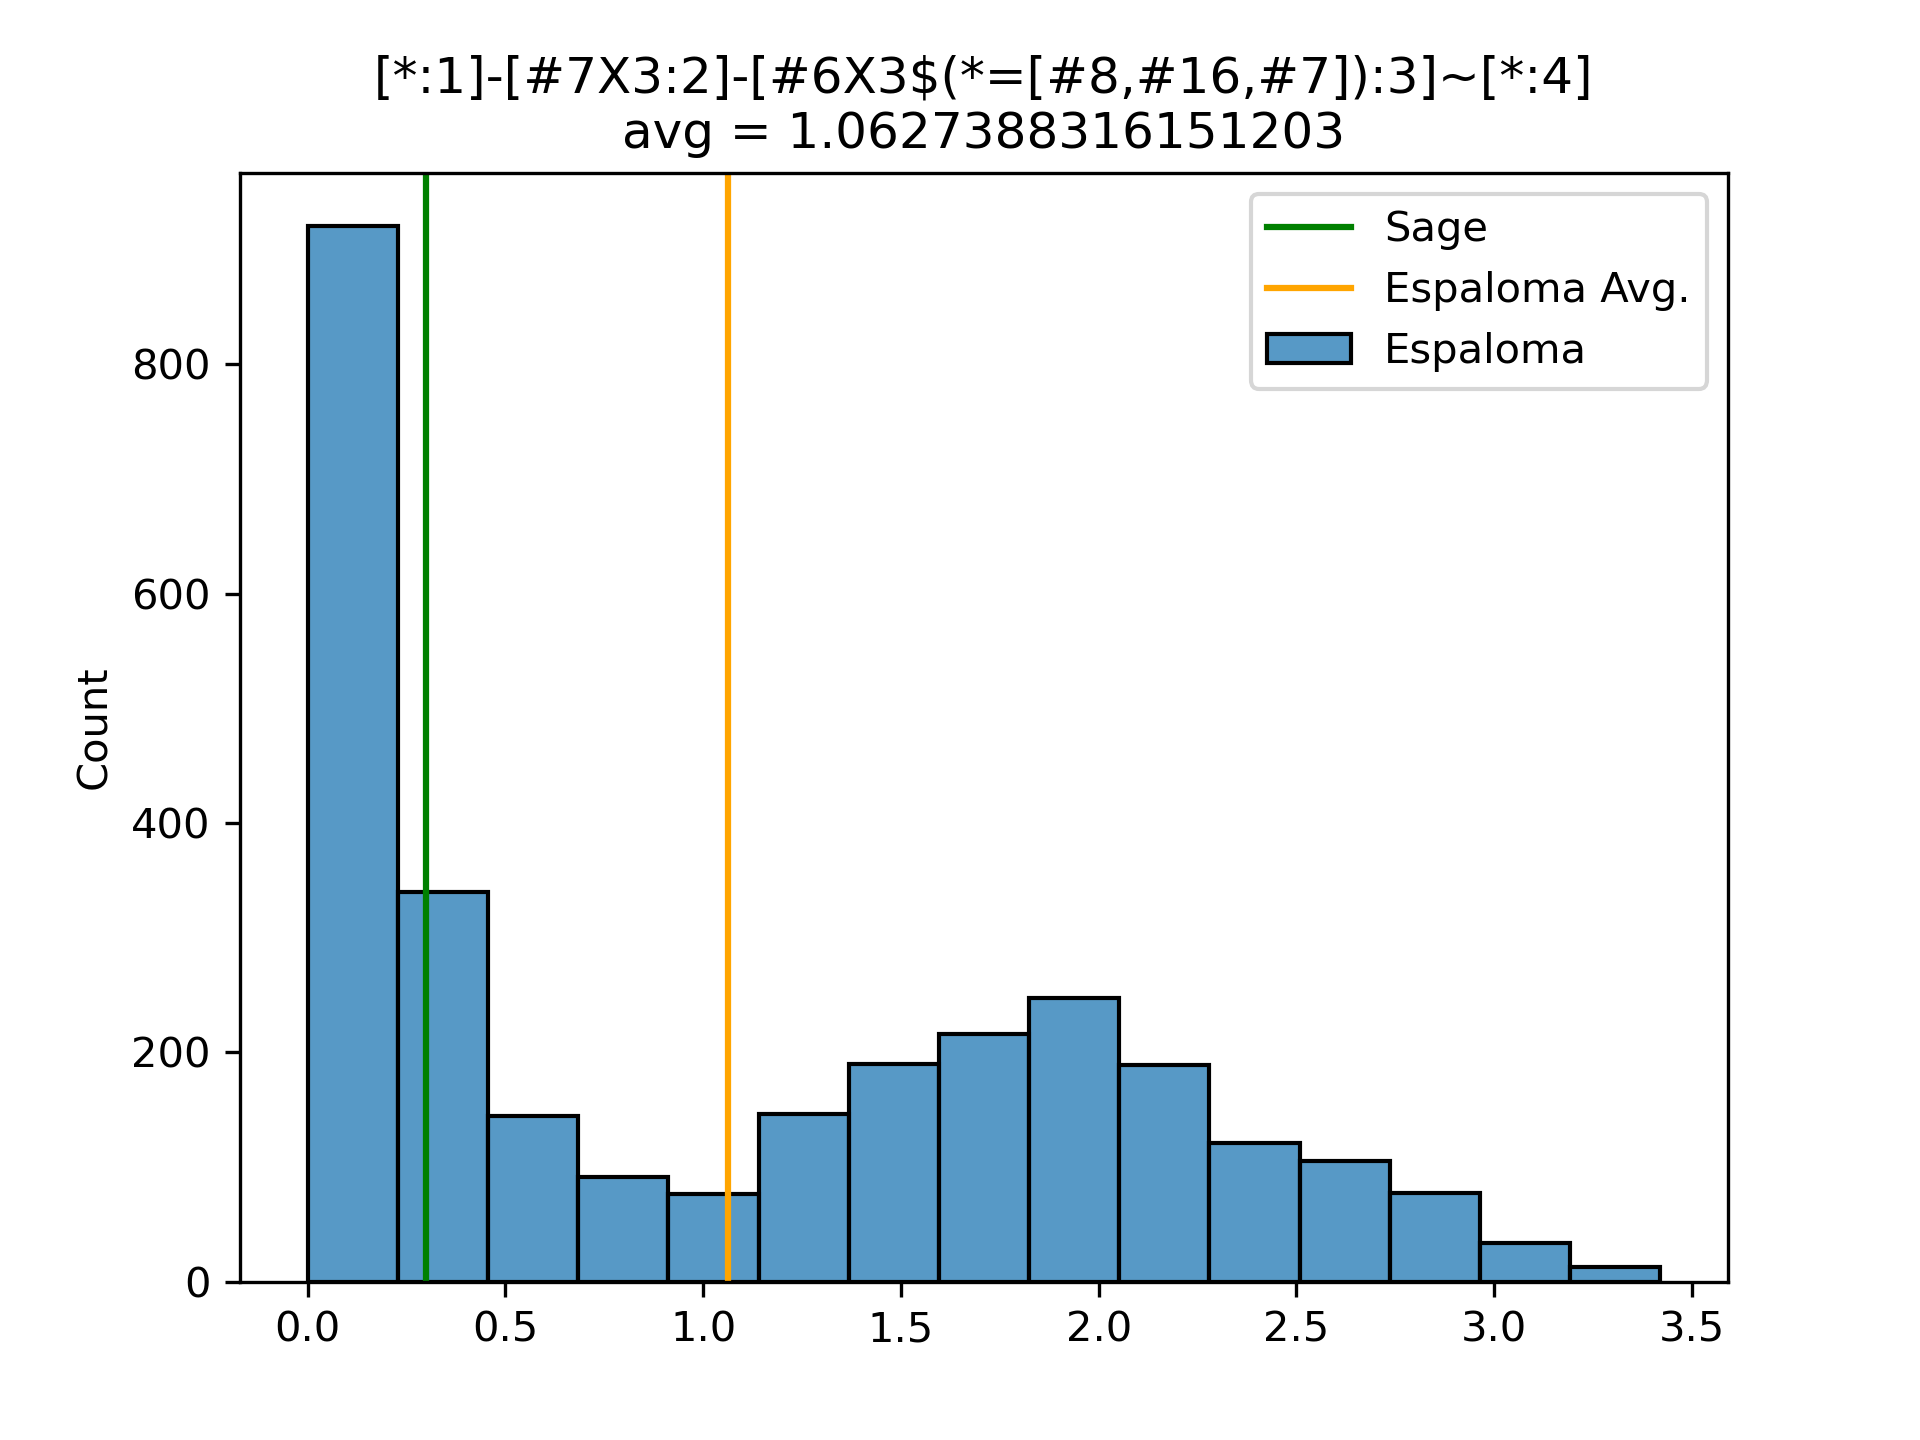 [*:1]-[#7X3:2]-[#6X3$(*=[#8,#16,#7]):3]~[*:4]
avg = 1.0627388316151203
Sage
Espaloma Avg.
Espaloma
Count
800
600
400
200
0
0.0 0.5 1.0 1.5 2.0 2.5 3.0 3.5